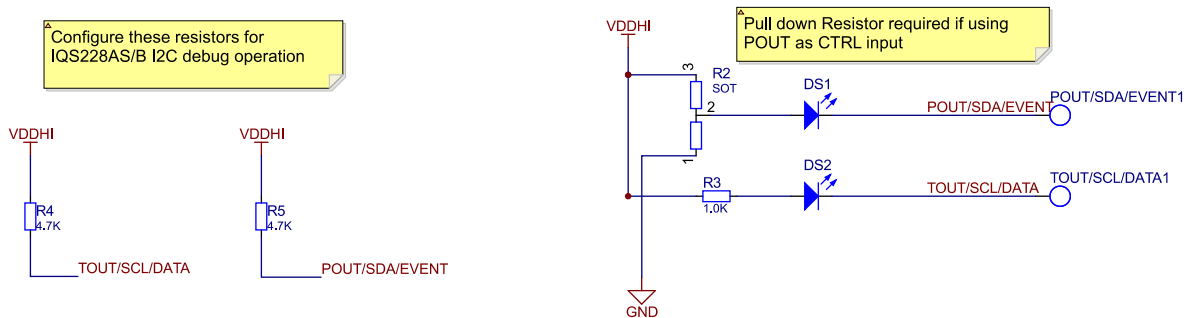 Configure these resistors for
IQS228AS/B I2C debug operation
VDDHI
R4
4.7K
TOUT/SCL/DATA
VDDHI
R5
4.7K
POUT/SDA/EVENT
Pull down Resistor required if using
POUT as CTRL input
VDDHI
3
R2
SOT
2
1
DS1
POUT/SDA/EVENT
POUT/SDA/EVENT1
R3
1.0K
DS2
TOUT/SCL/DATA
TOUT/SCL/DATA1
GND